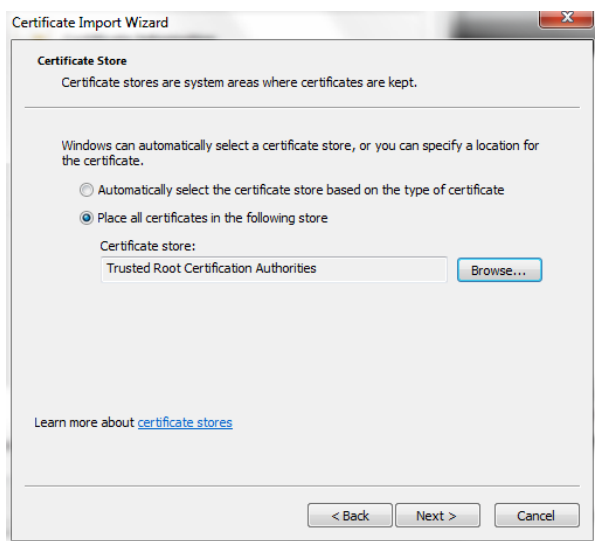 Certificate Import Wizard
Certificate Store
Certificate stores are system areas where certificates are kept.
Windows can automatically select a certificate store, or you can specify a location for
the certificate.
Automatically select the certificate store based on the type of certificate
Place all certificates in the following store
Certificate store:
Trusted Root Certification Authorities
Browse...
Learn more about certificate stores
< Back
Next >
Cancel